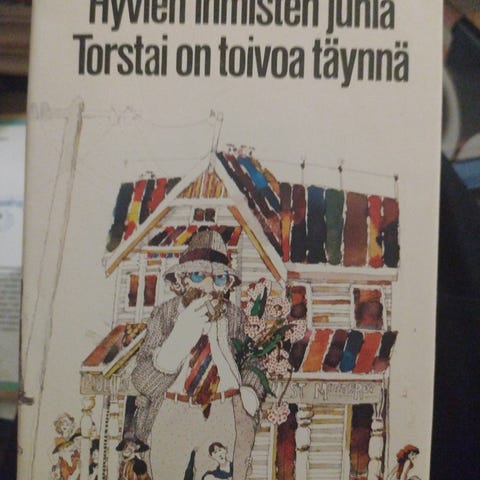 Hyvien ihmisten juhla
Torstai on toivoa täynnä